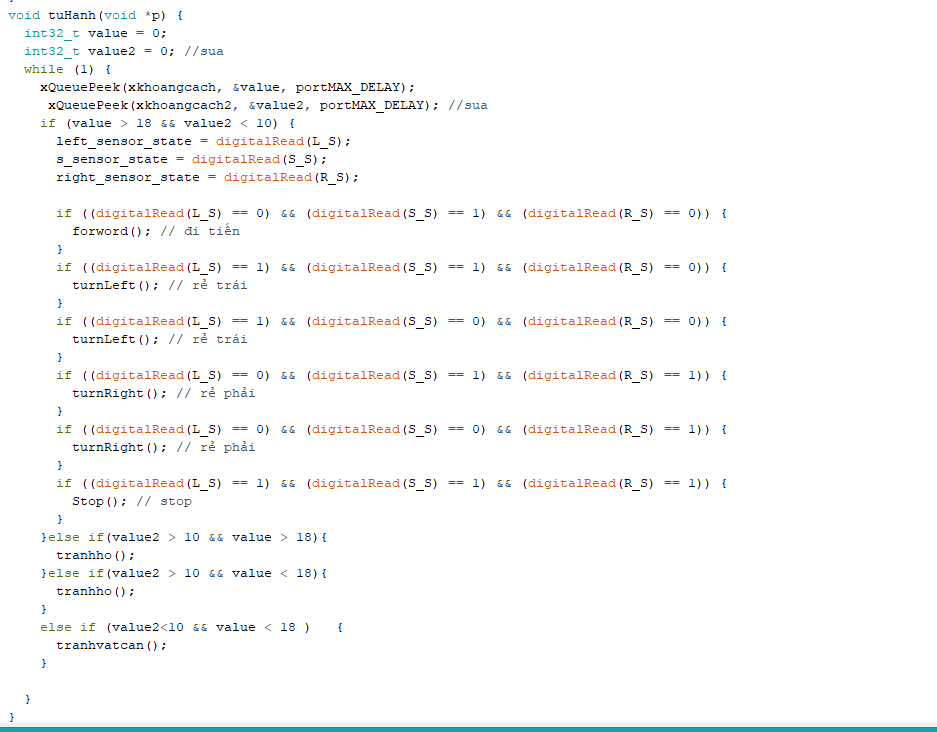 void tuHanh(void *p) {
  int32_t value = 0;
  int32_t value2 = 0; //sua
  while (1) {
    xQueuePeek(xkhoangcach, &value, portMAX_DELAY);
     xQueuePeek(xkhoangcach2, &value2, portMAX_DELAY); //sua
    if (value > 18 && value2 < 10) {
      left_sensor_state = digitalRead(L_S);
      s_sensor_state = digitalRead(S_S);
      right_sensor_state = digitalRead(R_S);

      if ((digitalRead(L_S) == 0) && (digitalRead(S_S) == 1) && (digitalRead(R_S) == 0)) {
        forword(); // đi tiến
      }
      if ((digitalRead(L_S) == 1) && (digitalRead(S_S) == 1) && (digitalRead(R_S) == 0)) {
        turnLeft(); // rẻ trái
      }
      if ((digitalRead(L_S) == 1) && (digitalRead(S_S) == 0) && (digitalRead(R_S) == 0)) {
        turnLeft(); // rẻ trái
      }
      if ((digitalRead(L_S) == 0) && (digitalRead(S_S) == 1) && (digitalRead(R_S) == 1)) {
        turnRight(); // rẻ phải
      }
      if ((digitalRead(L_S) == 0) && (digitalRead(S_S) == 0) && (digitalRead(R_S) == 1)) {
        turnRight(); // rẻ phải
      }
      if ((digitalRead(L_S) == 1) && (digitalRead(S_S) == 1) && (digitalRead(R_S) == 1)) {
        Stop(); // stop
      }
    }else if(value2 > 10 && value > 18){
      tranhho();
    }else if(value2 > 10 && value < 18){
      tranhho();
    }
    else if (value2<10 && value < 18 )   {
      tranhvatcan();
    }

  }
}